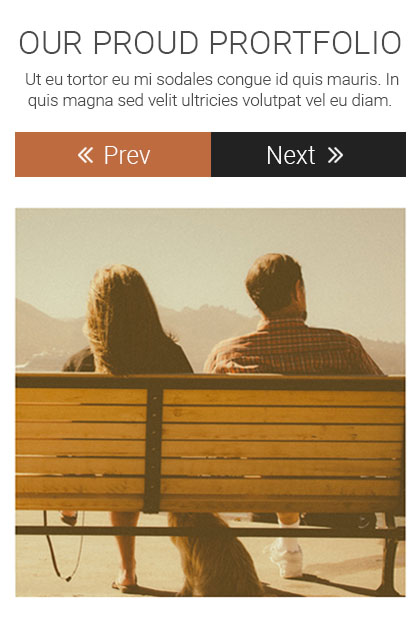 OUR PROUD PRORTFOLIO
Ut eu tortor eu mi sodales congue id quis mauris. In
quis magna sed velit ultricies volutpat vel eu diam.
Prev
Next